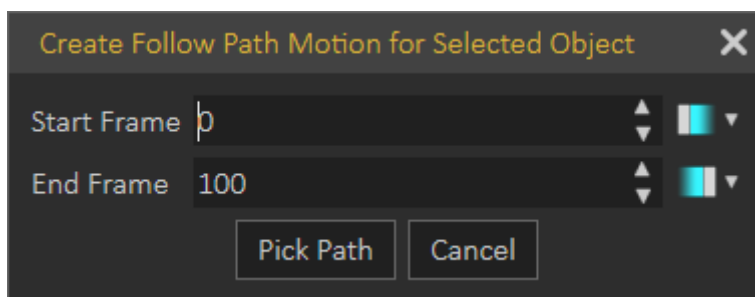 Create Follow Path Motion for Selected Object
Start Frame 0
End Frame 100
Pick Path Cancel